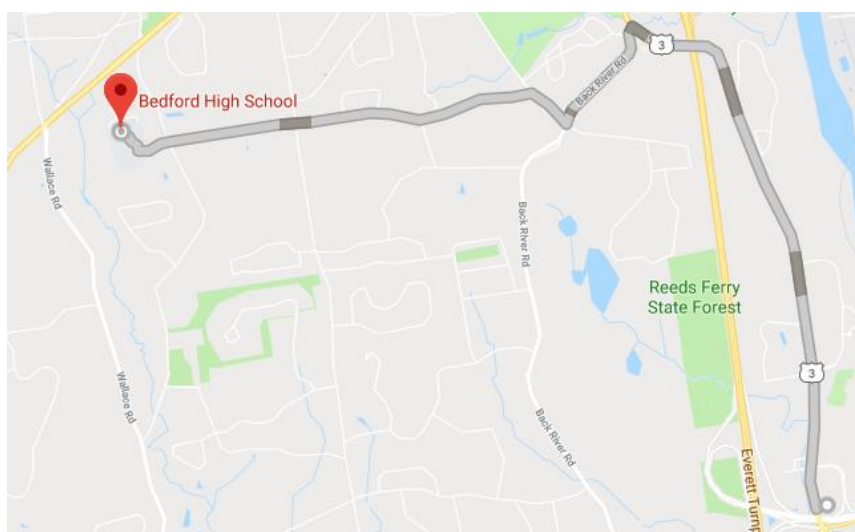 3
Back River Rd
Bedford High School
Wallace Rd
Back River Rd
Reeds Ferry
State Forest
3
Wallace Rd
Back River Rd
Everett Turnp